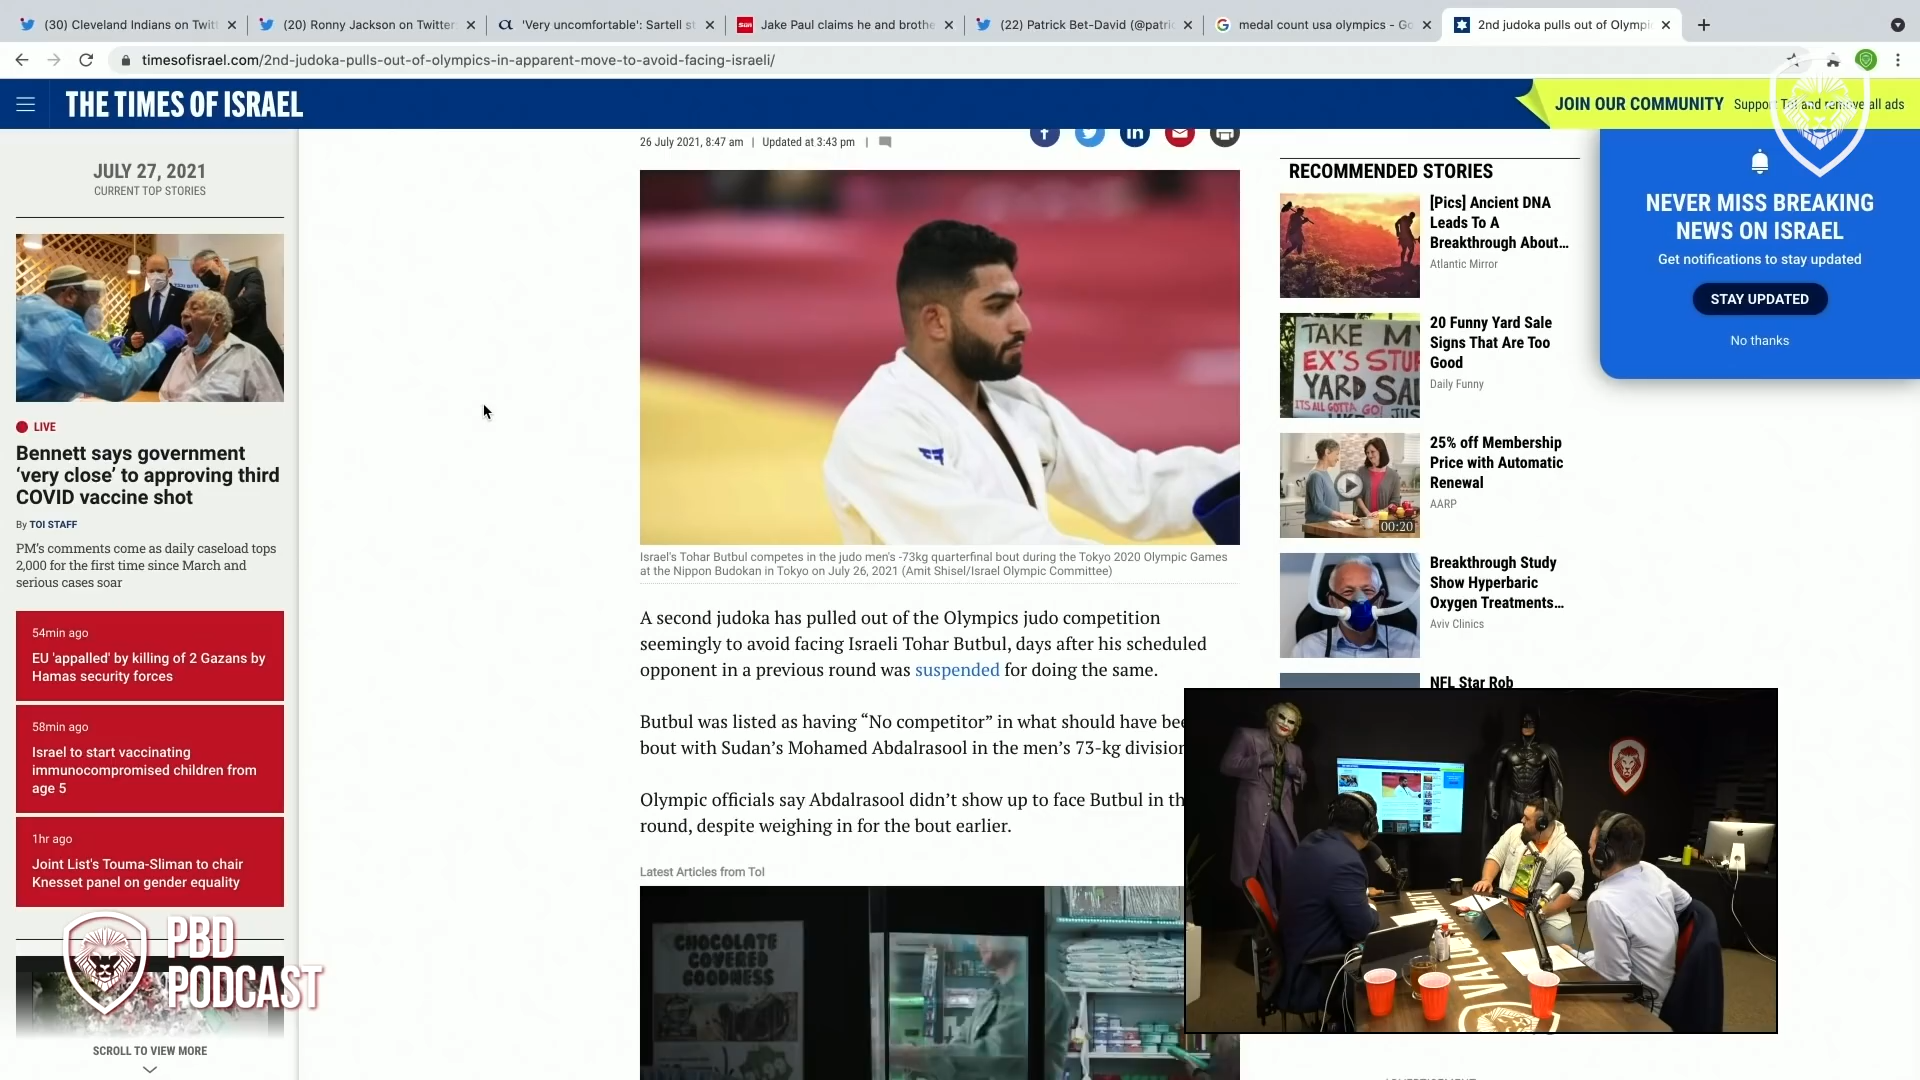 (30) Cleveland Indians on Twitt
(20) Ronny Jackson on Twitter
'Very uncomfortable': Sartell st
Jake Paul claims he and brothe
(22) Patrick Bet-David (@patric
medal count usa olympics - Go
2nd judoka pulls out of Olympi
timesofisrael.com/2nd-judoka-pulls-out-of-olympics-in-apparent-move-to-avoid-facing-israeli/
THE TIMES OF ISRAEL
JOIN OUR COMMUNITY
Support ToI and remove all ads
JULY 27, 2021
CURRENT TOP STORIES
LIVE
Bennett says government
‘very close’ to approving third
COVID vaccine shot
By TOI STAFF
PM's comments come as daily caseload tops
2,000 for the first time since March and
serious cases soar
54min ago
EU 'appalled' by killing of 2 Gazans by
Hamas security forces
58min ago
Israel to start vaccinating
immunocompromised children from
age 5
1hr ago
Joint List's Touma-Sliman to chair
Knesset panel on gender equality
PBD
PODCAST
SCROLL TO VIEW MORE
26 July 2021, 8:47 am | Updated at 3:43 pm |
Israel's Tohar Butbul competes in the judo men's -73kg quarterfinal bout during the Tokyo 2020 Olympic Games
at the Nippon Budokan in Tokyo on July 26, 2021 (Amit Shisel/Israel Olympic Committee)
A second judoka has pulled out of the Olympics judo competition
seemingly to avoid facing Israeli Tohar Butbul, days after his scheduled
opponent in a previous round was suspended for doing the same.
Butbul was listed as having “No competitor” in what should have bee
bout with Sudan’s Mohamed Abdalrasool in the men’s 73-kg division
Olympic officials say Abdalrasool didn’t show up to face Butbul in th
round, despite weighing in for the bout earlier.
Latest Articles from ToI
CHOCOLATE
COVERED
GOODNESS
RECOMMENDED STORIES
[Pics] Ancient DNA
Leads To A
Breakthrough About...
Atlantic Mirror
TAKE MY
EX'S STUF
YARD SAL
ITS ALL GOTTA GO!
20 Funny Yard Sale
Signs That Are Too
Good
Daily Funny
00:20
25% off Membership
Price with Automatic
Renewal
AARP
Breakthrough Study
Show Hyperbaric
Oxygen Treatments...
Aviv Clinics
NFL Star Rob
NEVER MISS BREAKING
NEWS ON ISRAEL
Get notifications to stay updated
STAY UPDATED
No thanks